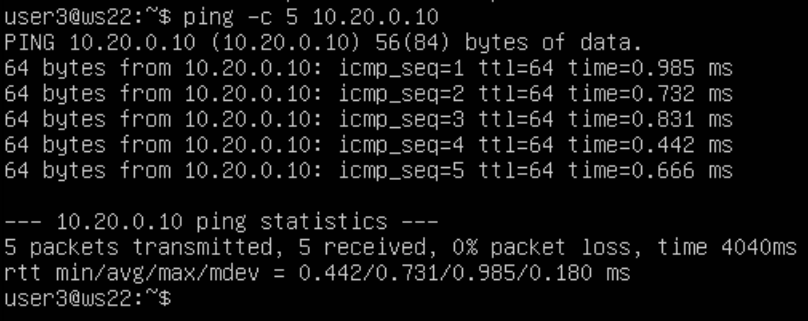 user3@ws22:~$ ping -c 5 10.20.0.10
PING 10.20.0.10 (10.20.0.10) 56(84) bytes of data.
64 bytes from 10.20.0.10: icmp_seq=1 ttl=64 time=0.985 ms
64 bytes from 10.20.0.10: icmp_seq=2 ttl=64 time=0.732 ms
64 bytes from 10.20.0.10: icmp_seq=3 ttl=64 time=0.831 ms
64 bytes from 10.20.0.10: icmp_seq=4 ttl=64 time=0.442 ms
64 bytes from 10.20.0.10: icmp_seq=5 ttl=64 time=0.666 ms

--- 10.20.0.10 ping statistics ---
5 packets transmitted, 5 received, 0% packet loss, time 4040ms
rtt min/avg/max/mdev = 0.442/0.731/0.985/0.180 ms
user3@ws22:~$